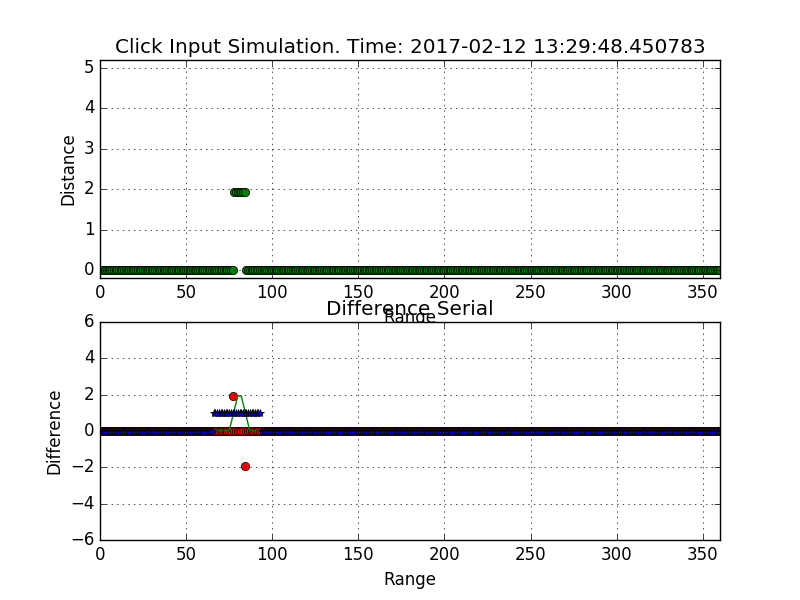 Click Input Simulation. Time: 2017-02-12 13:29:48.450783
5
4
3
2
1
0
Distance
0 50 100 150 200 250 300 350
Range
Difference Serial
6
4
2
0
−2
−4
−6
Difference
0 50 100 150 200 250 300 350
Range